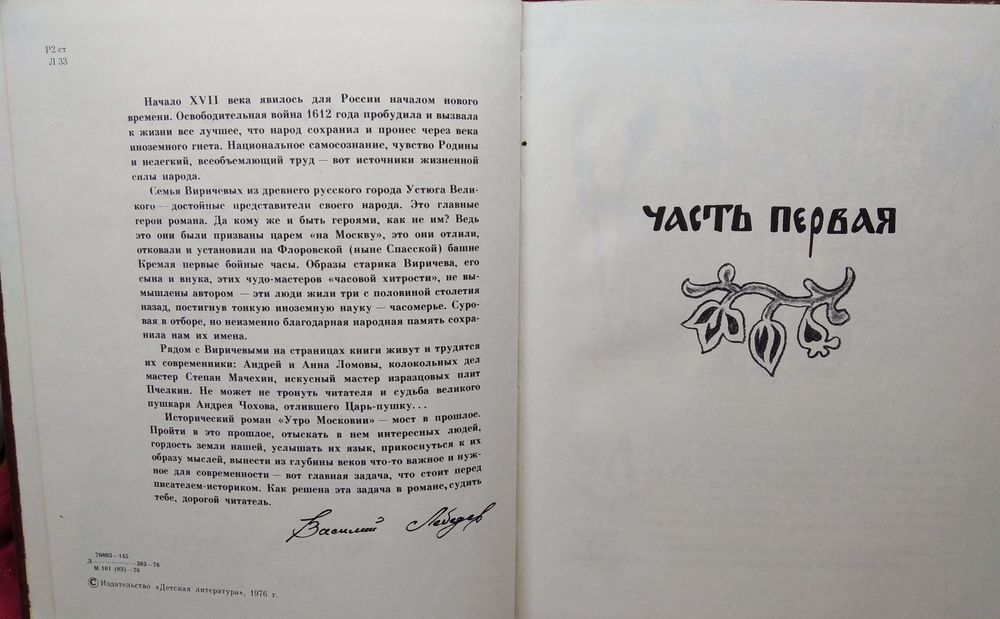 Р2 ст
Л 33
Начало XVII века явилось для России началом нового
времени. Освободительная война 1612 года пробудила и вызвала
к жизни все лучшее, что народ сохранил и пронес через века
иноземного гнета. Национальное самосознание, чувство Родины
и нелегкий, всеобъемлющий труд — вот источники жизненной
силы народа.
Семья Виричевых из древнего русского города Устюга Вели-
кого — достойные представители своего народа. Это главные
герои романа. Да кому же и быть героями, как не им? Ведь
это они были призваны царем «на Москву», это они отлили,
отковали и установили на Флоровской (ныне Спасской) башне
Кремля первые бойные часы. Образы старика Виричева, его
сына и внука, этих чудо-мастеров «часовой хитрости», не вы-
мышлены автором — эти люди жили три с половиной столетия
назад, постигнув тонкую иноземную науку — часомерье. Суро-
вая в отборе, но неизменно благодарная народная память сохра-
нила нам их имена.
Рядом с Виричевыми на страницах книги живут и трудятся
их современники: Андрей и Анна Ломовы, колокольных дел
мастер Степан Мачехин, искусный мастер изразцовых плит
Пчелкин. Не может не тронуть читателя и судьба великого
пушкаря Андрея Чохова, отлившего Царь-пушку...
Исторический роман «Утро Московии» — мост в прошлое.
Пройти в это прошлое, отыскать в нем интересных людей,
гордость земли нашей, услышать их язык, прикоснуться к их
образу мыслей, вынести из глубины веков что-то важное и нуж-
ное для современности — вот главная задача, что стоит перед
писателем-историком. Как решена эта задача в романе, судить
тебе, дорогой читатель.
Василий Лебедев
70803—145
Л————383—76
М 101 (03)—76
© Издательство «Детская литература», 1976 г.
ЧАСТЬ ПЕРВАЯ